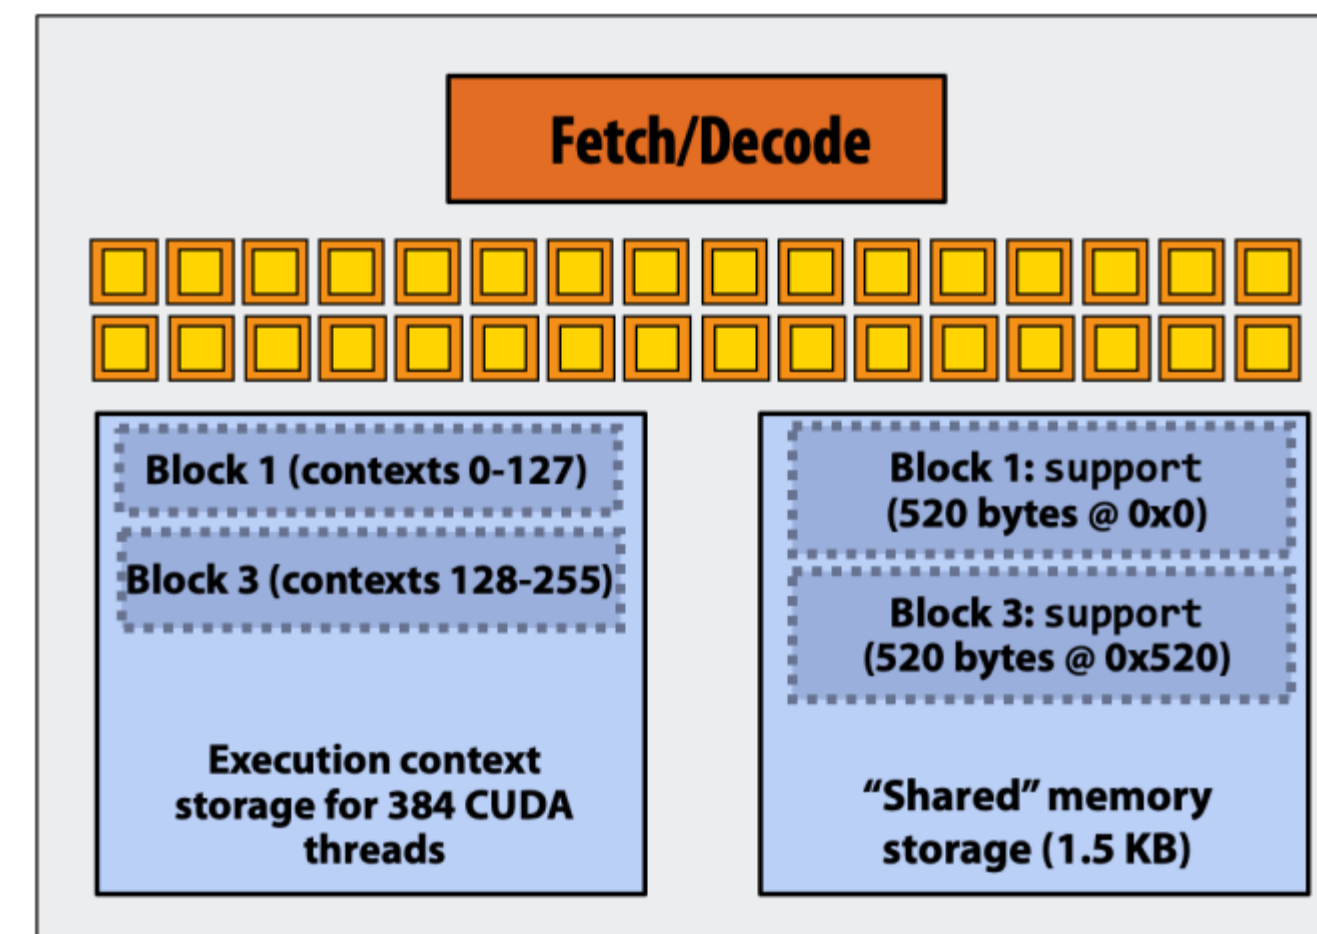 Fetch/Decode
Block 1 (contexts 0-127)
Block 3 (contexts 128-255)
Execution context
storage for 384 CUDA
threads
Block 1: support
(520 bytes @ 0x0)
Block 3: support
(520 bytes @ 0x520)
“Shared” memory
storage (1.5 KB)